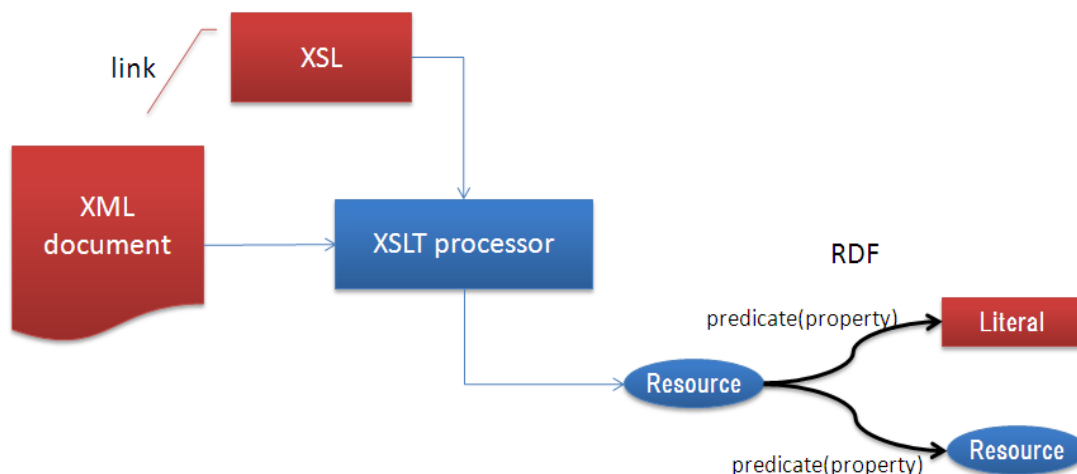 link
XSL
XML
document
XSLT processor
RDF
predicate(property)
Literal
Resource
Resource
predicate(property)